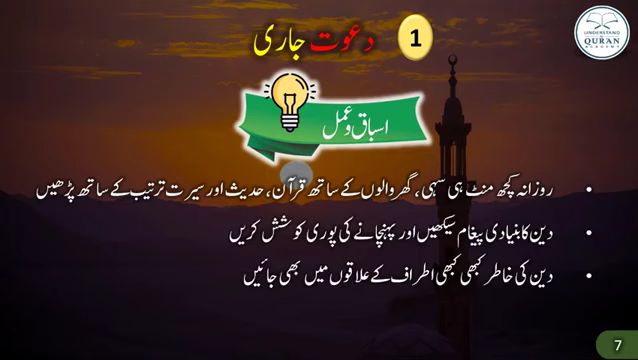 1 دعوت جاری
UNDERSTAND
QURAN
ACADEMY
اسباق و عمل
• روزانہ کچھ منٹ ہی سہی، گھر والوں کے ساتھ قرآن، حدیث اور سیرت ترتیب کے ساتھ پڑھیں
• دین کا بنیادی پیغام سیکھیں اور پہنچانے کی پوری کوشش کریں
• دین کی خاطر کبھی کبھی اطراف کے علاقوں میں بھی جائیں
7